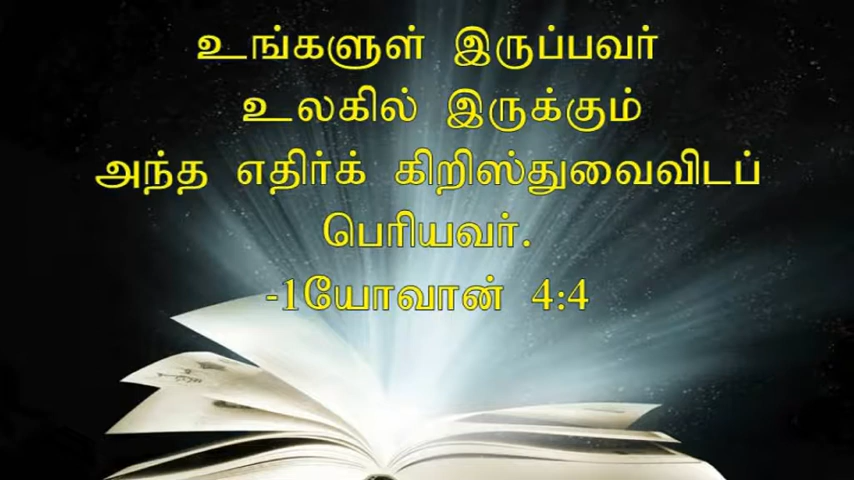 உங்களுள் இருப்பவர்
உலகில் இருக்கும்
அந்த எதிர்க் கிறிஸ்துவைவிடப்
பெரியவர்.
-1யோவான் 4:4